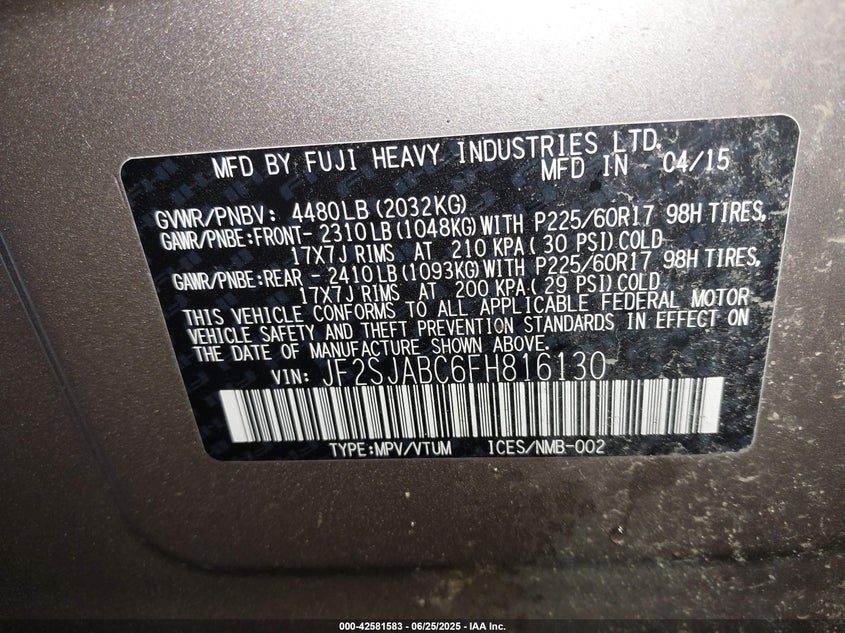 MFD BY FUJI HEAVY INDUSTRIES LTD.
MFD IN 04/15
GVWR/PNBV: 4480LB (2032KG)
GAWR/PNBE:FRONT- 2310LB (1048KG)WITH P225/60R17 98H TIRES,
17X7J RIMS AT 210 KPA( 30 PSI)COLD
GAWR/PNBE:REAR - 2410LB (1093KG)WITH P225/60R17 98H TIRES,
17X7J RIMS AT 200 KPA( 29 PSI)COLD
THIS VEHICLE CONFORMS TO ALL APPLICABLE FEDERAL MOTOR
VEHICLE SAFETY AND THEFT PREVENTION STANDARDS IN EFFECT ON
THE DATE OF MANUFACTURE SHOWN ABOVE.
VIN: JF2SJABC6FH816130
TYPE:MPV/VTUM ICES/NMB-002
000-42581583 - 06/25/2025 - IAA Inc.